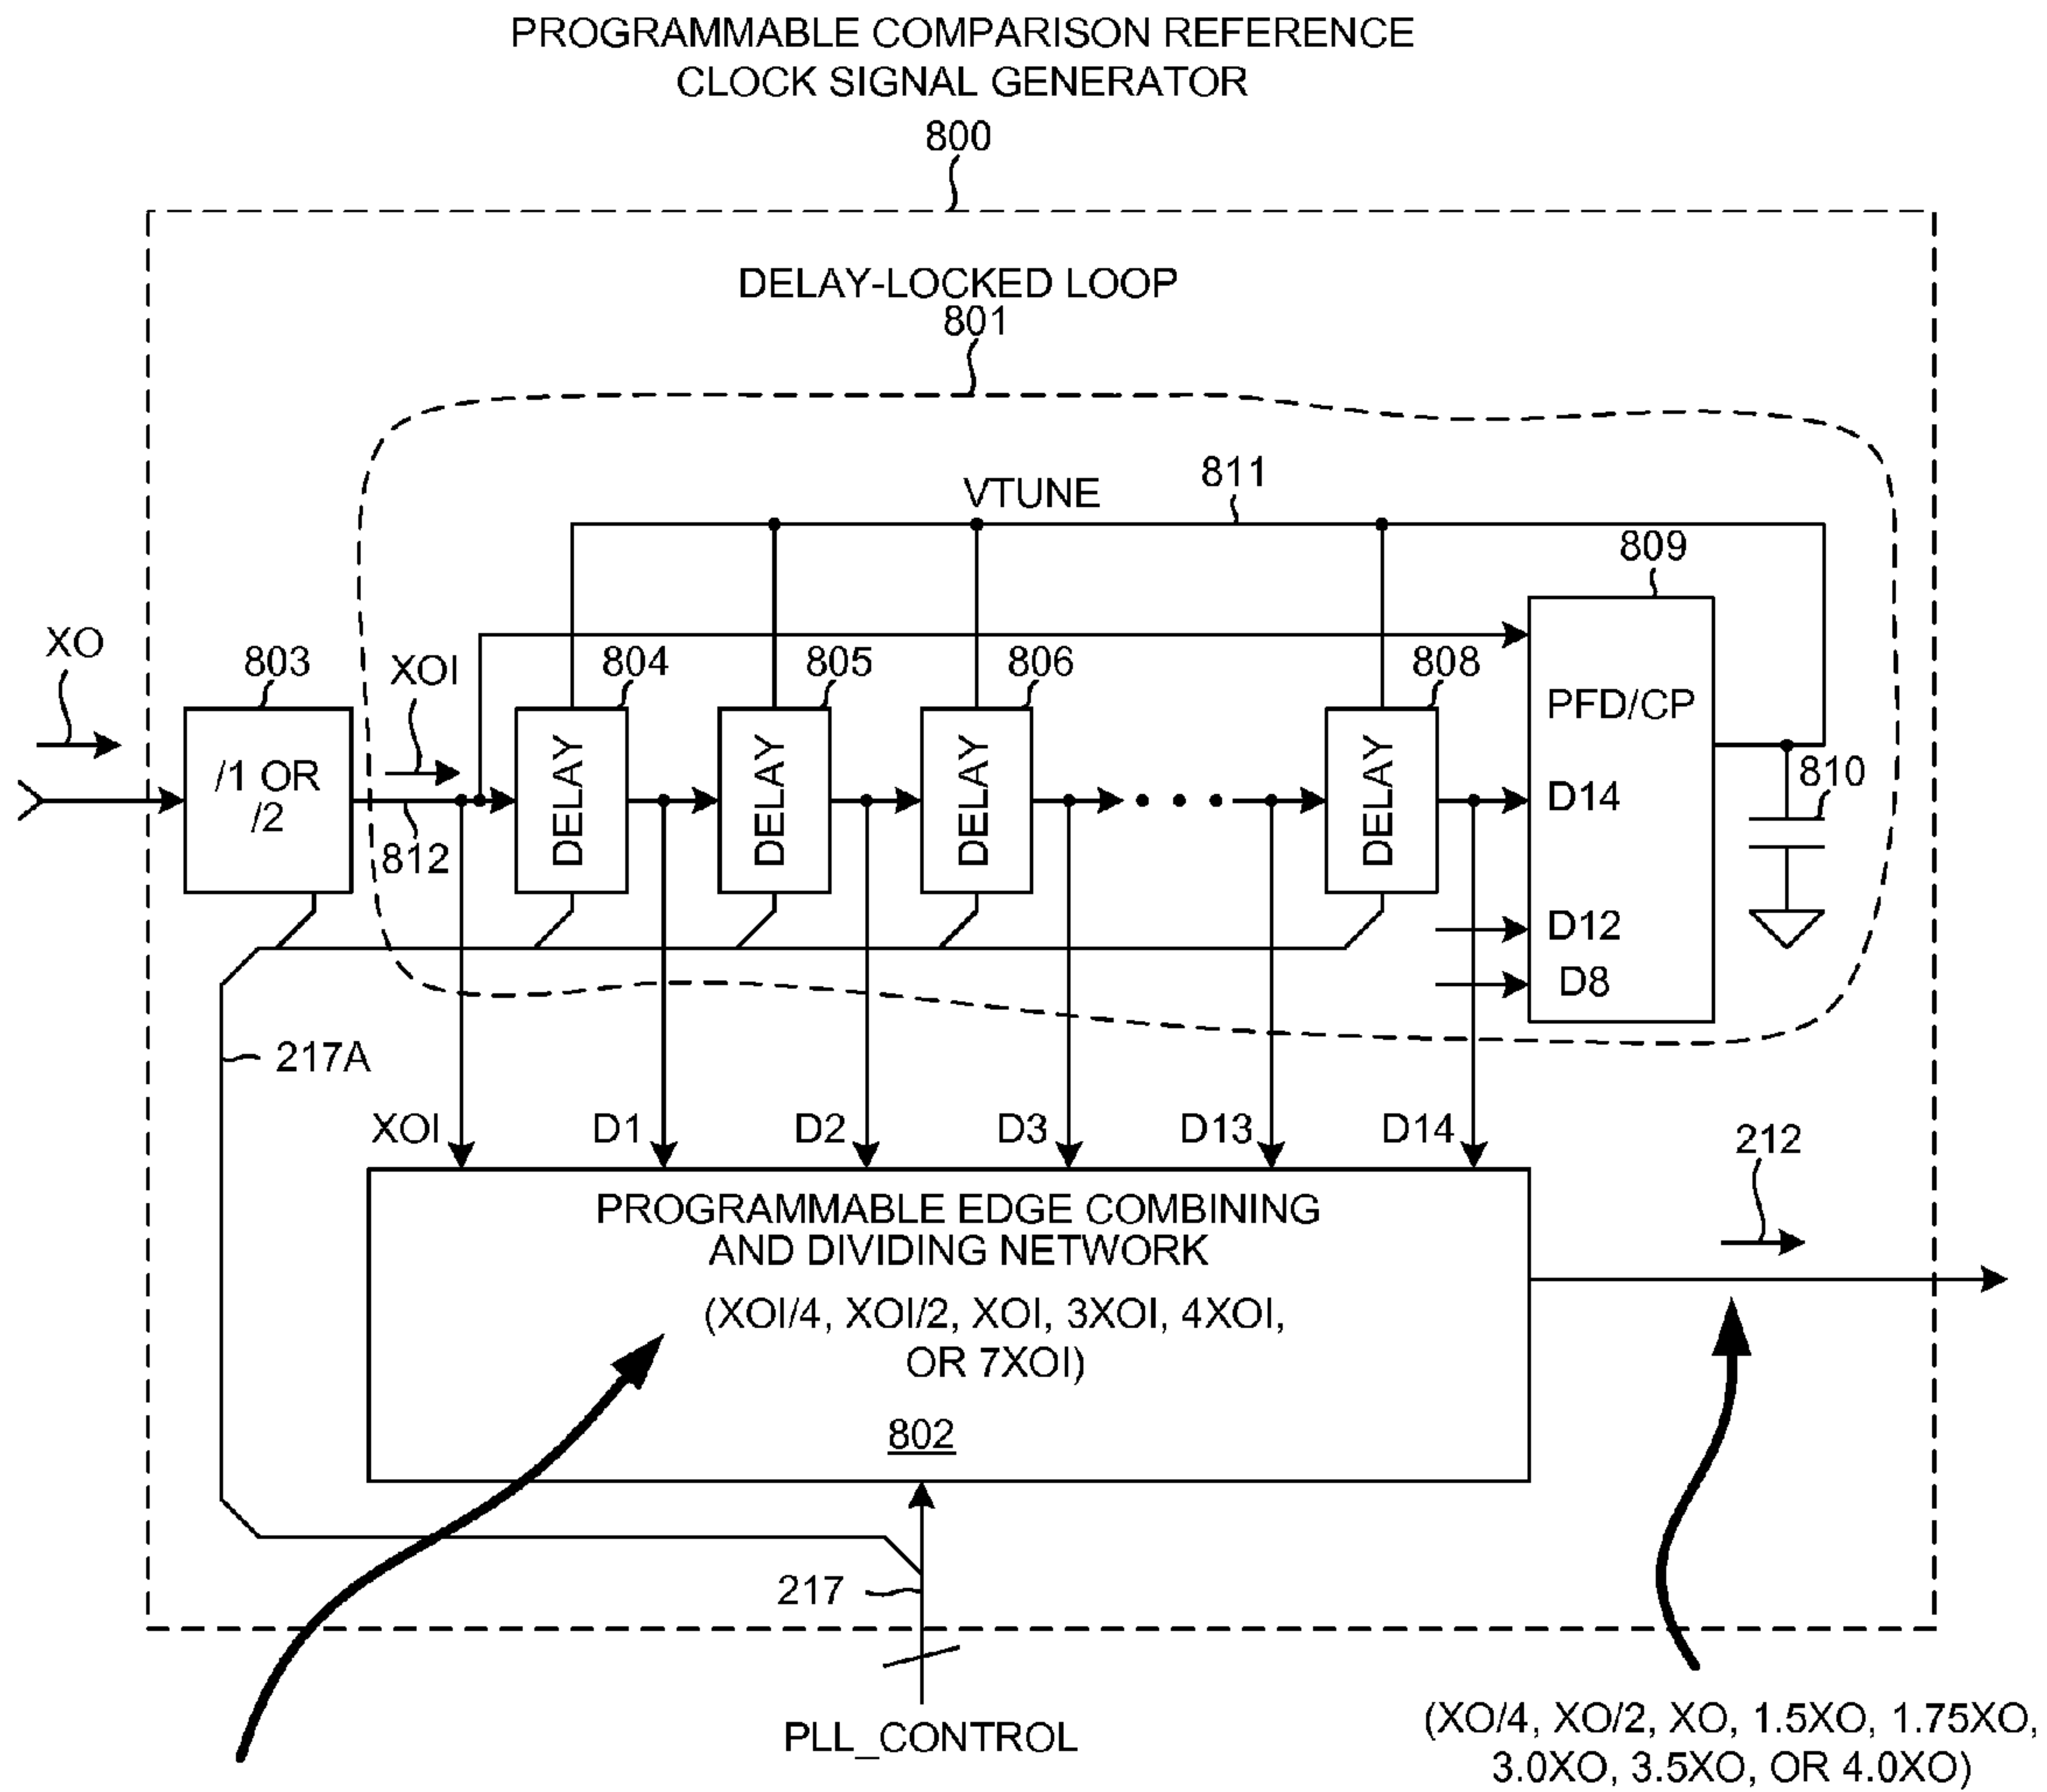 PROGRAMMABLE COMPARISON REFERENCE
CLOCK SIGNAL GENERATOR
800
DELAY-LOCKED LOOP
801
VTUNE
811
809
XO
803
XOI
804
805
806
808
PFD/CP
/1 OR
/2
812
DELAY
DELAY
DELAY
DELAY
D14
810
D12
D8
217A
XOI
D1
D2
D3
D13
D14
212
PROGRAMMABLE EDGE COMBINING
AND DIVIDING NETWORK
(XOI/4, XOI/2, XOI, 3XOI, 4XOI,
OR 7XOI)
802
217
PLL_CONTROL
(XO/4, XO/2, XO, 1.5XO, 1.75XO,
3.0XO, 3.5XO, OR 4.0XO)